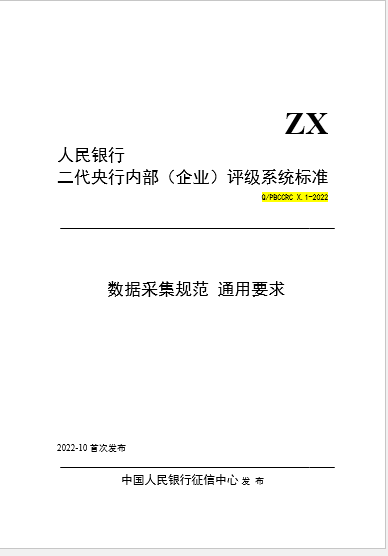 ZX
人民银行
二代央行内部（企业）评级系统标准
Q/PBCCRC X.1-2022
数据采集规范 通用要求
2022-10 首次发布
中国人民银行征信中心 发 布